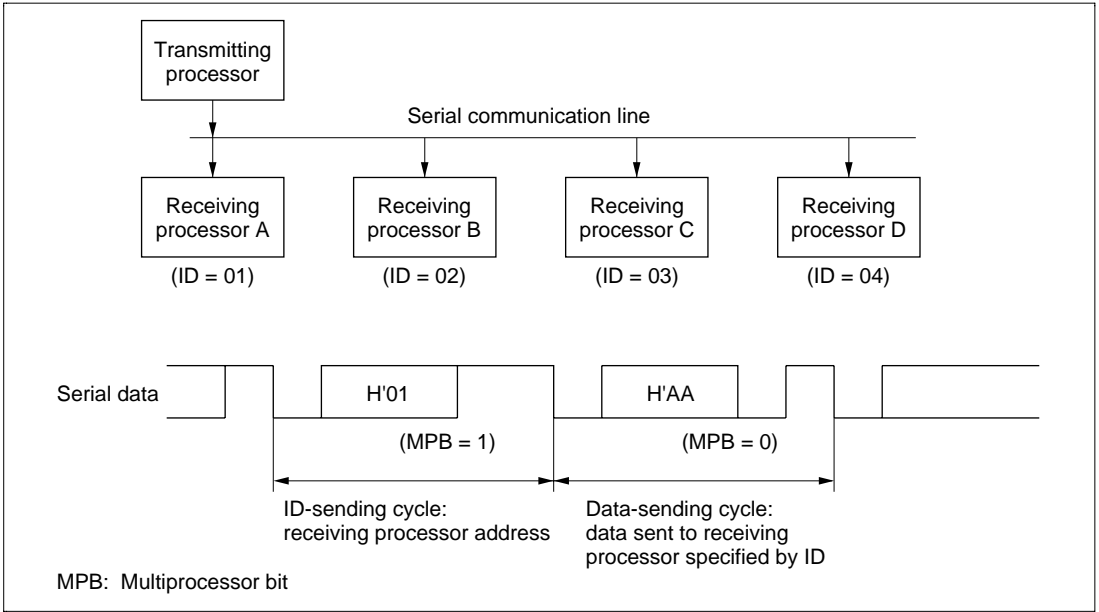 Transmitting
processor
Serial communication line
Receiving
processor A
Receiving
processor B
Receiving
processor C
Receiving
processor D
(ID = 01)
(ID = 02)
(ID = 03)
(ID = 04)
Serial data
H'01
H'AA
(MPB = 1)
(MPB = 0)
ID-sending cycle:
receiving processor address
Data-sending cycle:
data sent to receiving
processor specified by ID
MPB: Multiprocessor bit